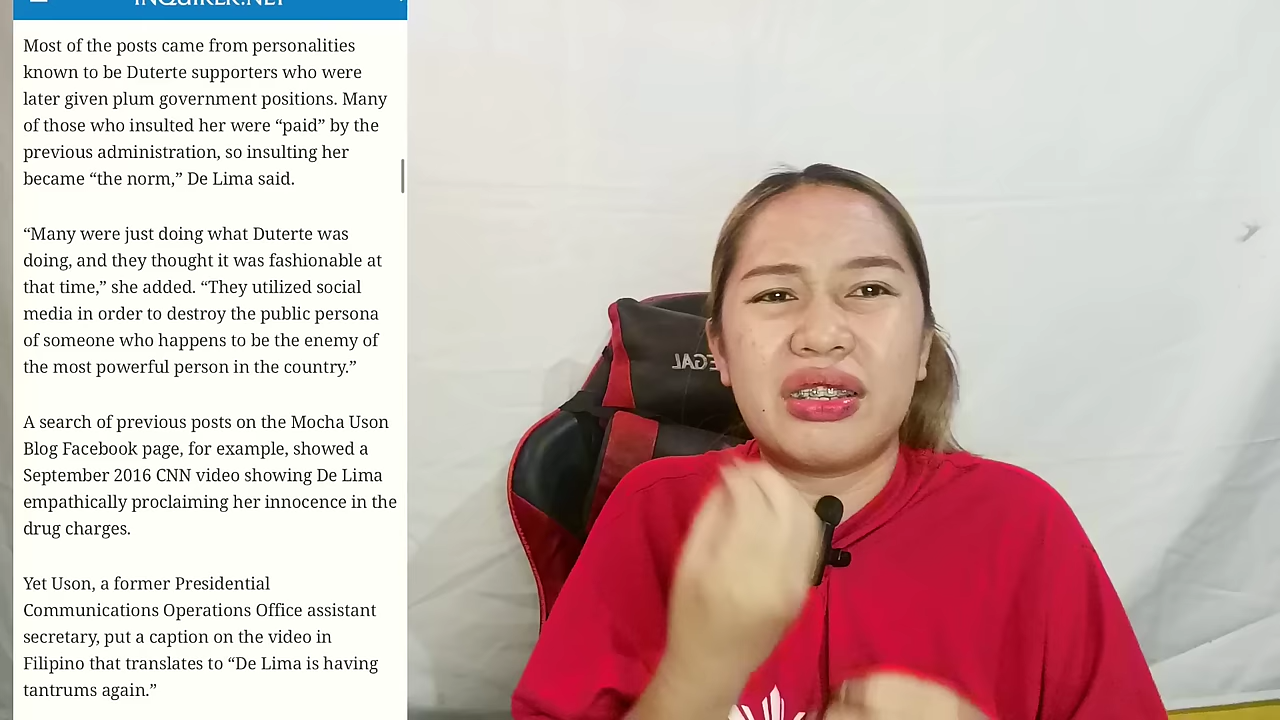 INQUIRER.NET
Most of the posts came from personalities
known to be Duterte supporters who were
later given plum government positions. Many
of those who insulted her were “paid” by the
previous administration, so insulting her
became “the norm,” De Lima said.
“Many were just doing what Duterte was
doing, and they thought it was fashionable at
that time,” she added. “They utilized social
media in order to destroy the public persona
of someone who happens to be the enemy of
the most powerful person in the country.”
A search of previous posts on the Mocha Uson
Blog Facebook page, for example, showed a
September 2016 CNN video showing De Lima
empathically proclaiming her innocence in the
drug charges.
Yet Uson, a former Presidential
Communications Operations Office assistant
secretary, put a caption on the video in
Filipino that translates to “De Lima is having
tantrums again.”